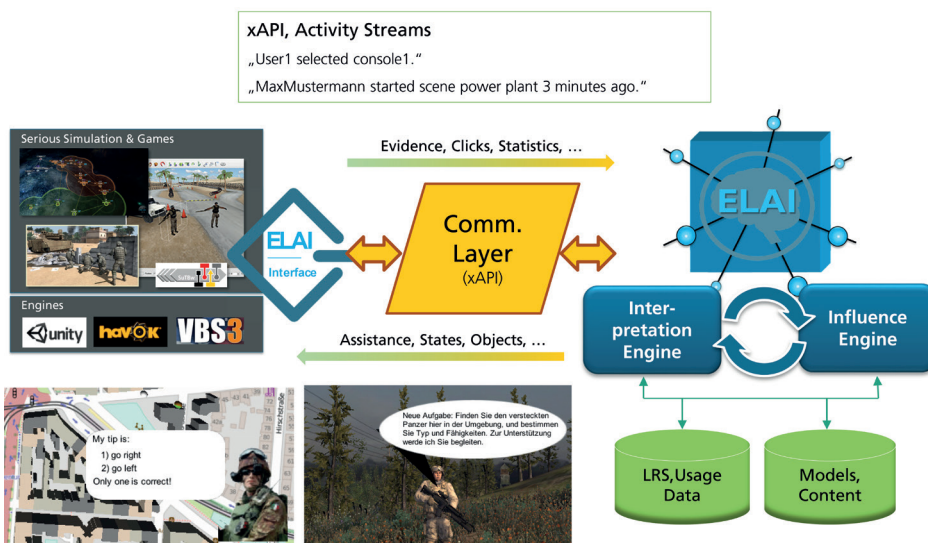 xAPI, Activity Streams
„User1 selected console1.“
„MaxMustermann started scene power plant 3 minutes ago.“
Serious Simulation & Games
Evidence, Clicks, Statistics, ...
ELAI
Interface
Comm.
Layer
(xAPI)
ELAI
Engines
unity
havok
VBS3
Assistance, States, Objects, ...
Inter-
pretation
Engine
Influence
Engine
My tip is:
1) go right
2) go left
Only one is correct!
Hirschstraße
Neue Aufgabe: Finden Sie den versteckten
Panzer hier in der Umgebung, und bestimmen
Sie Typ und Fähigkeiten. Zur Unterstützung
werde ich Sie begleiten.
LRS,Usage
Data
Models,
Content